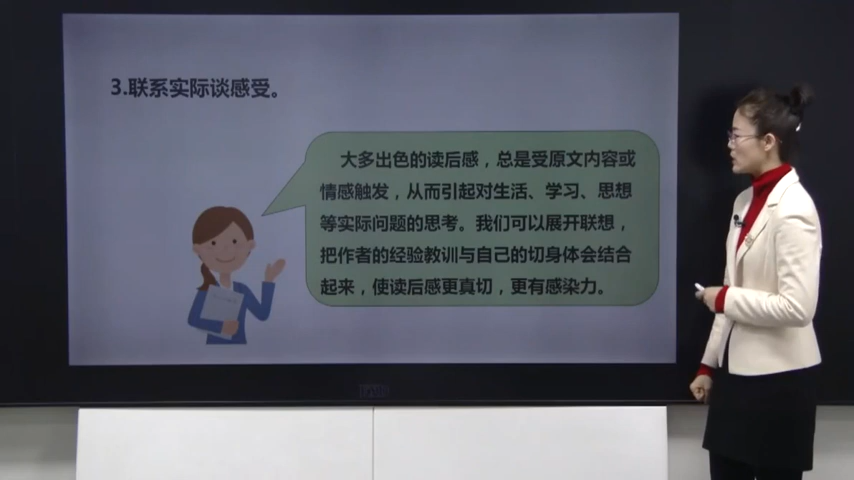 3.联系实际谈感受。
大多出色的读后感，总是受原文内容或
情感触发，从而引起对生活、学习、思想
等实际问题的思考。我们可以展开联想，
把作者的经验教训与自己的切身体会结合
起来，使读后感更真切，更有感染力。